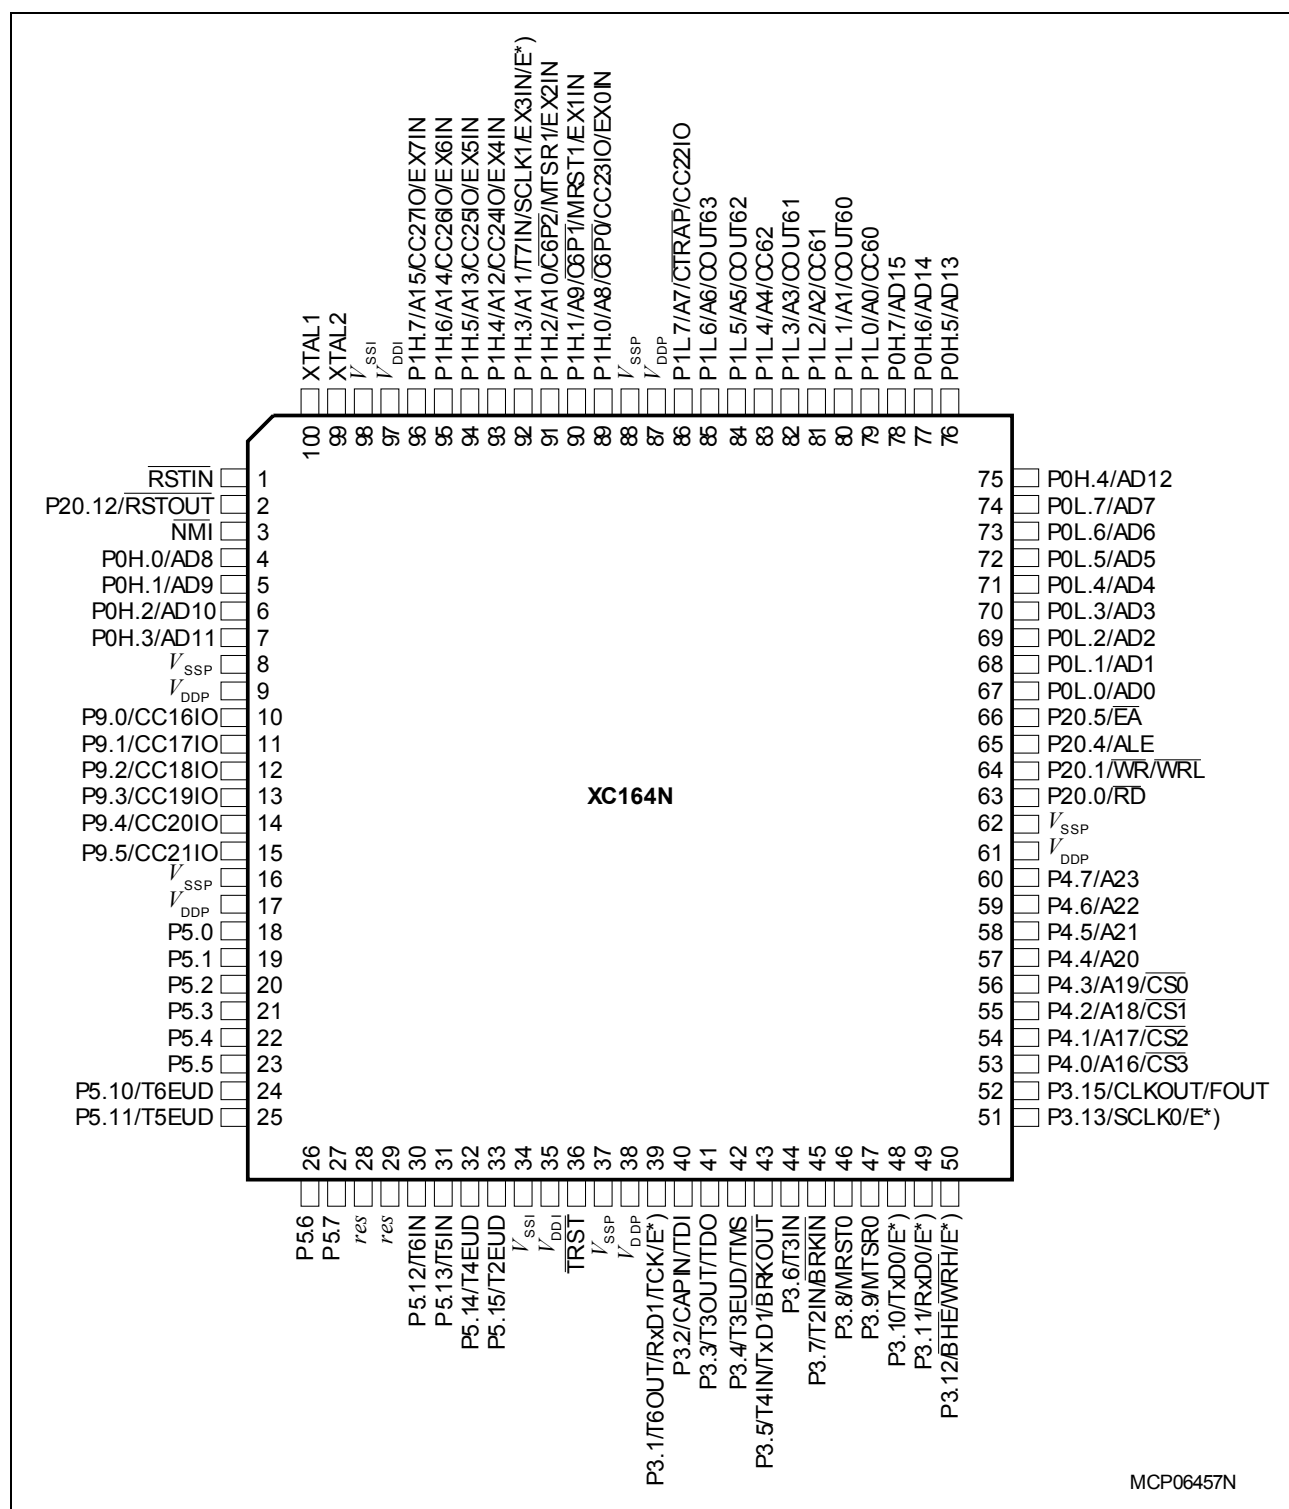 XTAL1
XTAL2
VSSI
VDDI
P1H.7/A15/CC27IO/EX7IN
P1H.6/A14/CC26IO/EX6IN
P1H.5/A13/CC25IO/EX5IN
P1H.4/A12/CC24IO/EX4IN
P1H.3/A11/T7IN/SCLK1/EX3IN/E*)
P1H.2/A10/C6P2/MTSR1/EX2IN
P1H.1/A9/C6P1/MRST1/EX1IN
P1H.0/A8/C6P0/CC23IO/EX0IN
VSSP
VDDP
P1L.7/A7/CTRAP/CC22IO
P1L.6/A6/COUT63
P1L.5/A5/COUT62
P1L.4/A4/CC62
P1L.3/A3/COUT61
P1L.2/A2/CC61
P1L.1/A1/COUT60
P1L.0/A0/CC60
P0H.7/AD15
P0H.6/AD14
P0H.5/AD13
100 99 98 97 96 95 94 93 92 91 90 89 88 87 86 85 84 83 82 81 80 79 78 77 76
RSTIN 1
P20.12/RSTOUT 2
NMI 3
P0H.0/AD8 4
P0H.1/AD9 5
P0H.2/AD10 6
P0H.3/AD11 7
VSSP 8
VDDP 9
P9.0/CC16IO 10
P9.1/CC17IO 11
P9.2/CC18IO 12
P9.3/CC19IO 13
P9.4/CC20IO 14
P9.5/CC21IO 15
VSSP 16
VDDP 17
P5.0 18
P5.1 19
P5.2 20
P5.3 21
P5.4 22
P5.5 23
P5.10/T6EUD 24
P5.11/T5EUD 25
XC164N
75 P0H.4/AD12
74 P0L.7/AD7
73 P0L.6/AD6
72 P0L.5/AD5
71 P0L.4/AD4
70 P0L.3/AD3
69 P0L.2/AD2
68 P0L.1/AD1
67 P0L.0/AD0
66 P20.5/EA
65 P20.4/ALE
64 P20.1/WR/WRL
63 P20.0/RD
62 VSSP
61 VDDP
60 P4.7/A23
59 P4.6/A22
58 P4.5/A21
57 P4.4/A20
56 P4.3/A19/CS0
55 P4.2/A18/CS1
54 P4.1/A17/CS2
53 P4.0/A16/CS3
52 P3.15/CLKOUT/FOUT
51 P3.13/SCLK0/E*)
26 27 28 29 30 31 32 33 34 35 36 37 38 39 40 41 42 43 44 45 46 47 48 49 50
P5.6
P5.7
res
res
P5.12/T6IN
P5.13/T5IN
P5.14/T4EUD
P5.15/T2EUD
VSSI
VDDI
TRST
VSSP
VDDP
P3.1/T6OUT/RxD1/TCK/E*)
P3.2/CAPIN/TDI
P3.3/T3OUT/TDO
P3.4/T3EUD/TMS
P3.5/T4IN/TxD1/BRKOUT
P3.6/T3IN
P3.7/T2IN/BRKIN
P3.8/MRST0
P3.9/MTSR0
P3.10/TxD0/E*)
P3.11/RxD0/E*)
P3.12/BHE/WRH/E*)
MCP06457N